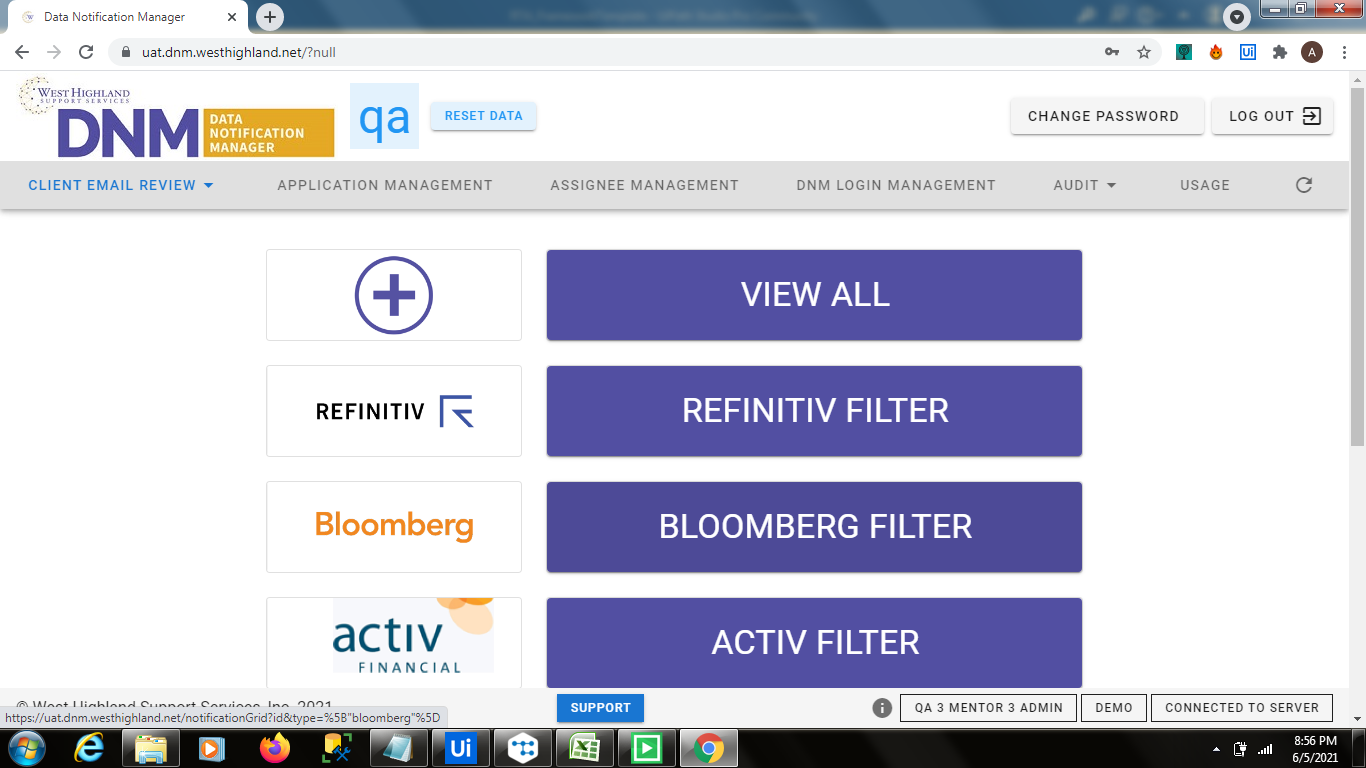 Data Notification Manager
uat.dnm.westhighland.net/?null
A
WEST HIGHLAND
SUPPORT SERVICES
DNM
DATA
NOTIFICATION
MANAGER
qa
RESET DATA
CHANGE PASSWORD
LOG OUT
CLIENT EMAIL REVIEW
APPLICATION MANAGEMENT
ASSIGNEE MANAGEMENT
DNM LOGIN MANAGEMENT
AUDIT
USAGE
VIEW ALL
REFINITIV
REFINITIV FILTER
Bloomberg
BLOOMBERG FILTER
activ
FINANCIAL
ACTIV FILTER
© West Highland Support Services, Inc. 2021
SUPPORT
QA 3 MENTOR 3 ADMIN
DEMO
CONNECTED TO SERVER
https://uat.dnm.westhighland.net/notificationGrid?id&type=%5B"bloomberg"%5D
Ui
8:56 PM
6/5/2021